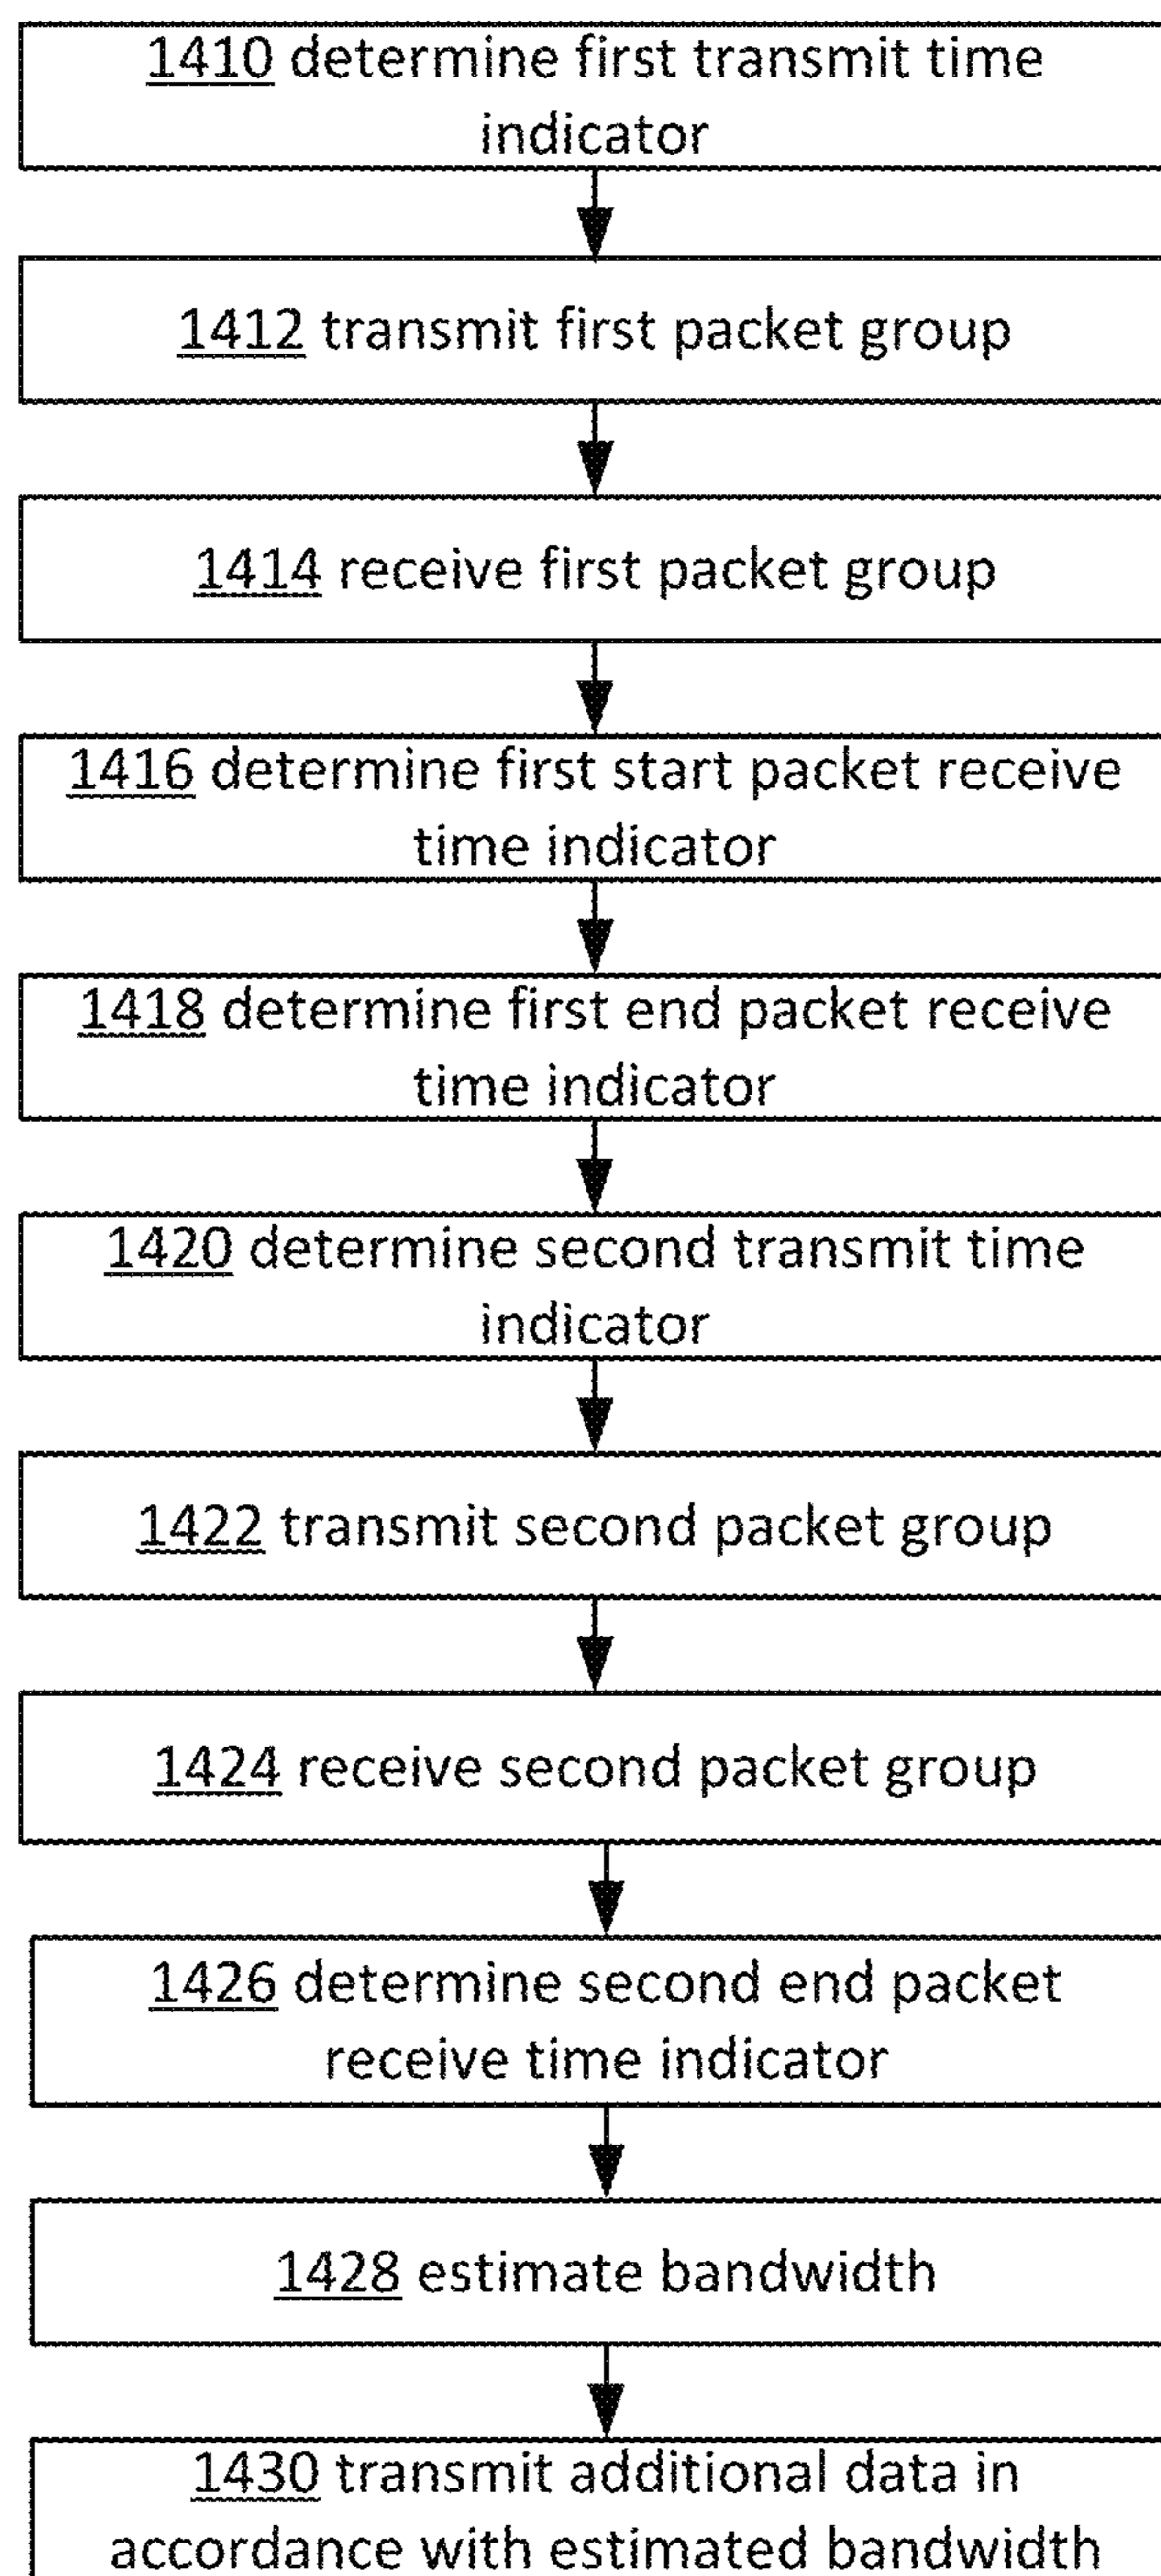 1410 determine first transmit time
indicator
1412 transmit first packet group
1414 receive first packet group
1416 determine first start packet receive
time indicator
1418 determine first end packet receive
time indicator
1420 determine second transmit time
indicator
1422 transmit second packet group
1424 receive second packet group
1426 determine second end packet
receive time indicator
1428 estimate bandwidth
1430 transmit additional data in
accordance with estimated bandwidth